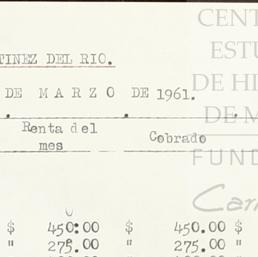 CENT
ESTU
DE HI
DE M
FUND
Car
TINEZ DEL RIO.
DE MARZO DE 1961.
Renta del mes
Cobrado
$ 450:00 $ 450.00 $
" 275.00 " 275.00 "